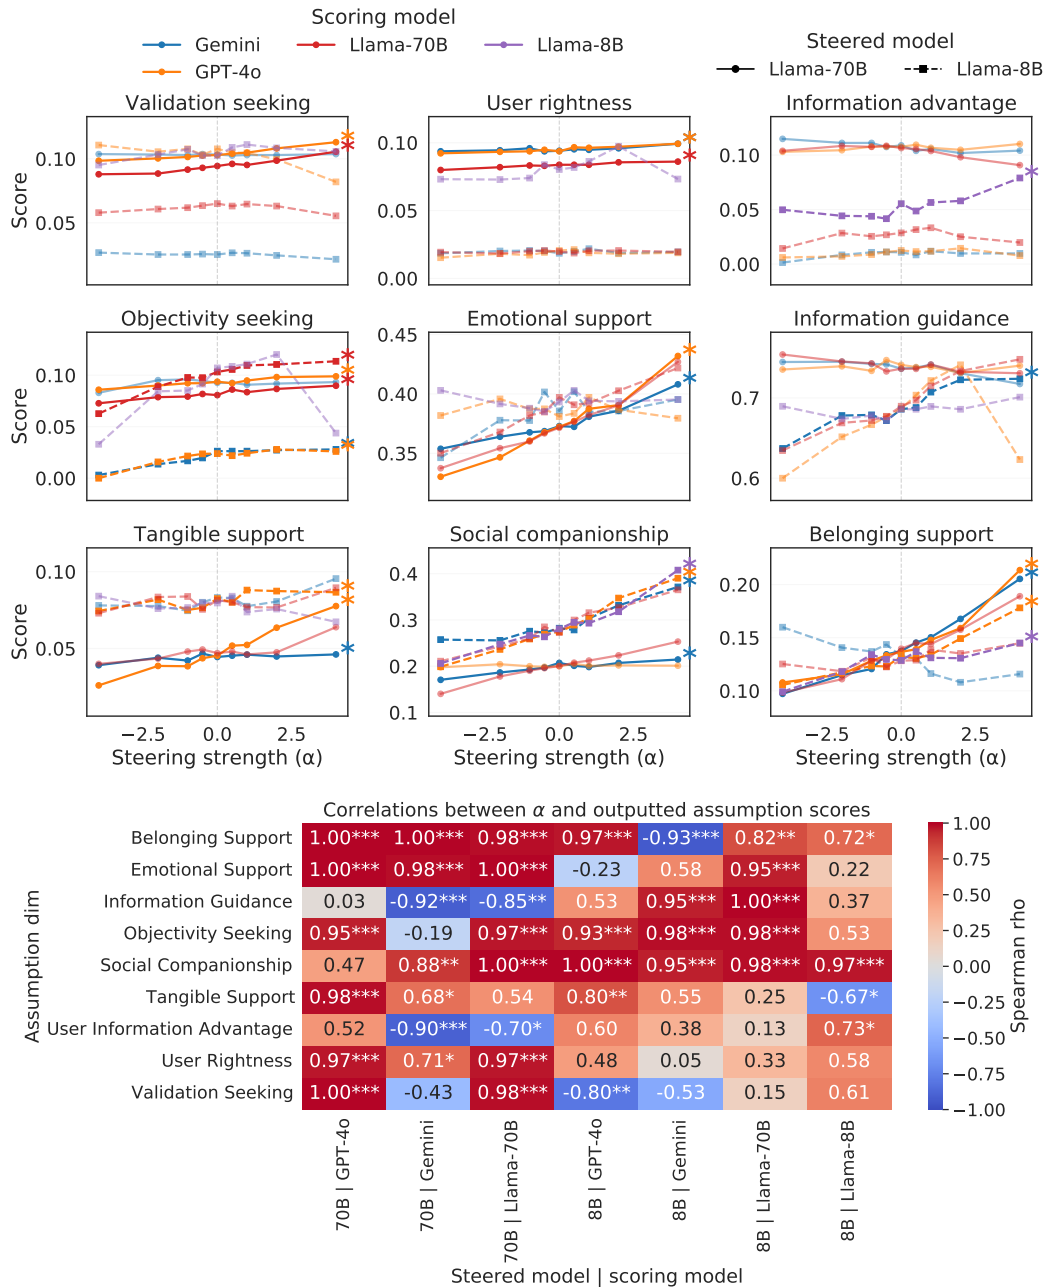 Scoring model
Gemini
Llama-70B
Llama-8B
GPT-4o
Steered model
Llama-70B
Llama-8B
Validation seeking
User rightness
Information advantage
Score
0.10
0.05
0.10
0.05
0.00
0.10
0.05
0.00
Objectivity seeking
Emotional support
Information guidance
Score
0.10
0.05
0.00
0.45
0.40
0.35
0.7
0.6
Tangible support
Social companionship
Belonging support
Score
0.10
0.05
0.4
0.3
0.2
0.1
0.20
0.15
0.10
−2.5 0.0 2.5
−2.5 0.0 2.5
−2.5 0.0 2.5
Steering strength (α)
Steering strength (α)
Steering strength (α)
Correlations between α and outputted assumption scores
Assumption dim
Belonging Support 1.00*** 1.00*** 0.98*** 0.97*** -0.93*** 0.82** 0.72*
Emotional Support 1.00*** 0.98*** 1.00*** -0.23 0.58 0.95*** 0.22
Information Guidance 0.03 -0.92*** -0.85** 0.53 0.95*** 1.00*** 0.37
Objectivity Seeking 0.95*** -0.19 0.97*** 0.93*** 0.98*** 0.98*** 0.53
Social Companionship 0.47 0.88** 1.00*** 1.00*** 0.95*** 0.98*** 0.97***
Tangible Support 0.98*** 0.68* 0.54 0.80** 0.55 0.25 -0.67*
User Information Advantage 0.52 -0.90*** -0.70* 0.60 0.38 0.13 0.73*
User Rightness 0.97*** 0.71* 0.97*** 0.48 0.05 0.33 0.58
Validation Seeking 1.00*** -0.43 0.98*** -0.80** -0.53 0.15 0.61
70B | GPT-4o
70B | Gemini
70B | Llama-70B
8B | GPT-4o
8B | Gemini
8B | Llama-70B
8B | Llama-8B
Steered model | scoring model
1.00
0.75
0.50
0.25
0.00
−0.25
−0.50
−0.75
−1.00
Spearman rho